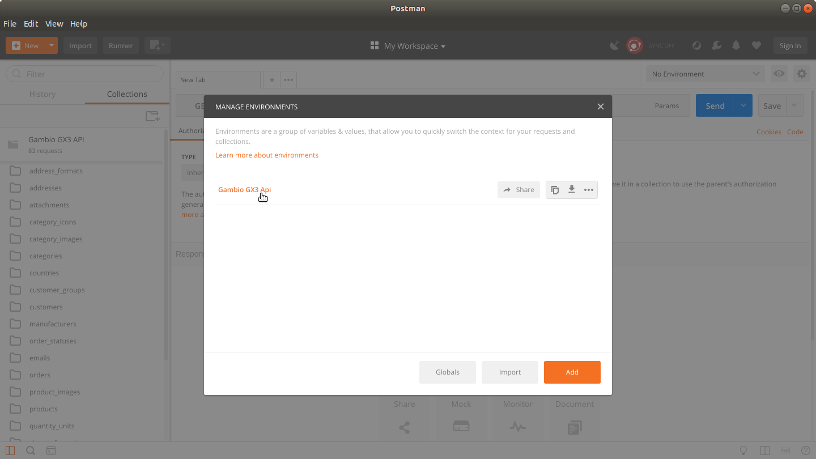 Postman
File Edit View Help
New Import Runner
My Workspace
Sign In
Filter
History Collections
New Tab
No Environment
Gambio GX3 API
83 requests
address_formats
addresses
attachments
category_icons
category_images
categories
countries
customer_groups
customers
manufacturers
order_statuses
emails
orders
product_images
products
quantity_units
Params Send Save
Cookies Code
TYPE
The aut
genera
more a
e it in a collection to use the parent's authorization
MANAGE ENVIRONMENTS
Environments are a group of variables & values, that allow you to quickly switch the context for your requests and
collections.
Learn more about environments
Gambio GX3 Api Share
Globals Import Add
Share Mock Monitor Document